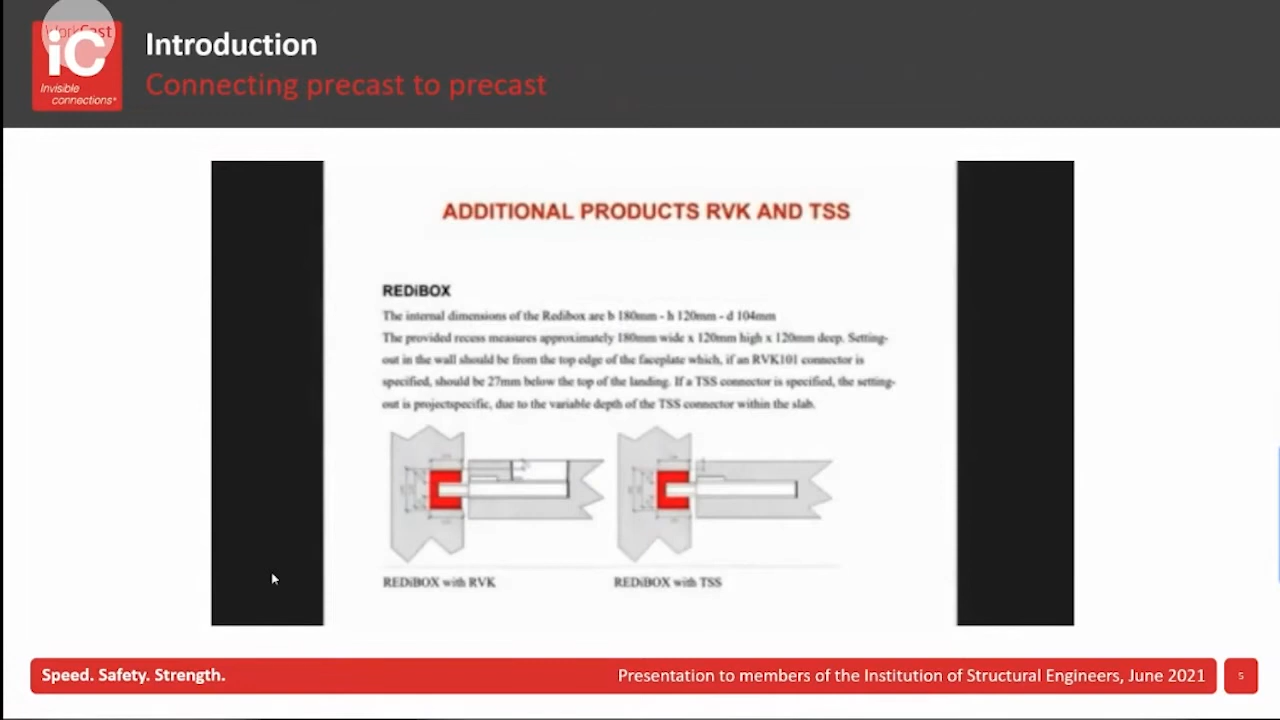 WorkCast
iC
Invisible
connections®
Introduction
Connecting precast to precast
ADDITIONAL PRODUCTS RVK AND TSS
REDiBOX
The internal dimensions of the Redibox are b 180mm - h 120mm - d 104mm
The provided recess measures approximately 180mm wide x 120mm high x 120mm deep. Setting-
out in the wall should be from the top edge of the faceplate which, if an RVK101 connector is
specified, should be 27mm below the top of the landing. If a TSS connector is specified, the setting-
out is projectspecific, due to the variable depth of the TSS connector within the slab.
REDiBOX with RVK
REDiBOX with TSS
Speed. Safety. Strength.
Presentation to members of the Institution of Structural Engineers, June 2021
5